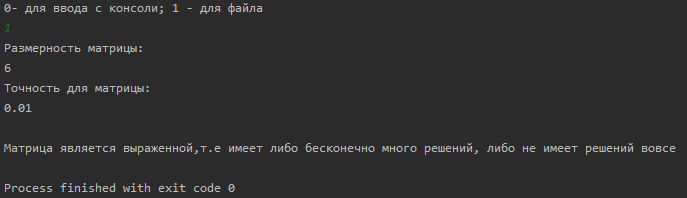 0- для ввода с консоли; 1 - для файла
1
Размерность матрицы:
6
Точность для матрицы:
0.01
Матрица является выраженной,т.е имеет либо бесконечно много решений, либо не имеет решений вовсе
Process finished with exit code 0